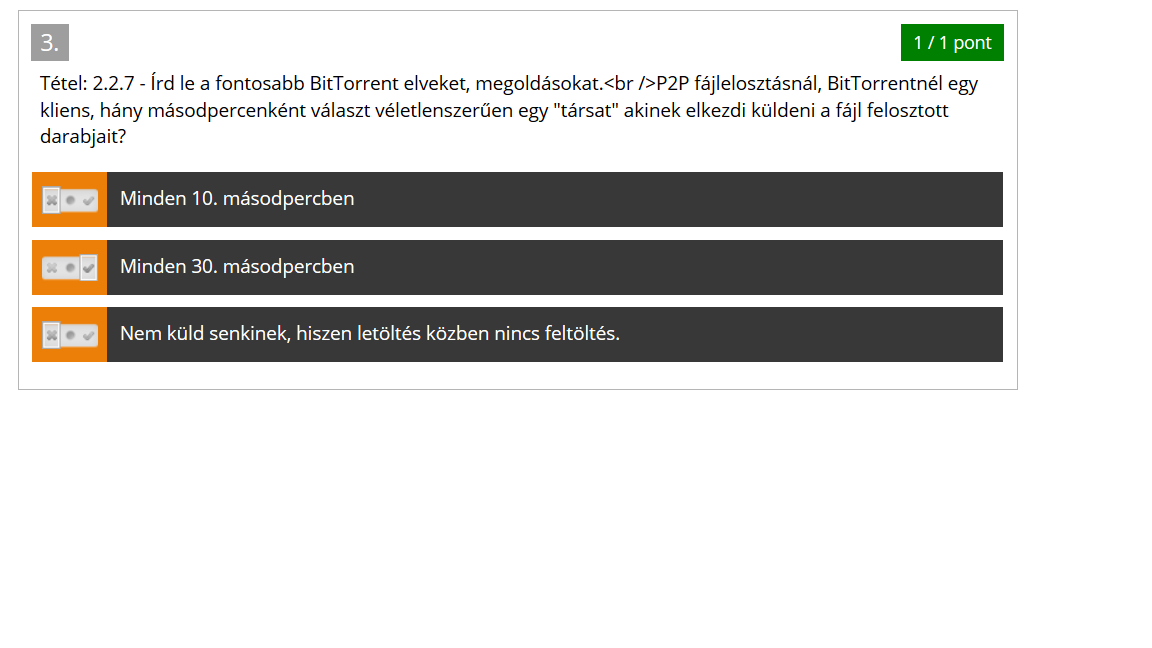 3.
1 / 1 pont
Tétel: 2.2.7 - Írd le a fontosabb BitTorrent elveket, megoldásokat.<br />P2P fájlelosztásnál, BitTorrentnél egy
kliens, hány másodpercenként választ véletlenszerűen egy "társat" akinek elkezdi küldeni a fájl felosztott
darabjait?
Minden 10. másodpercben
Minden 30. másodpercben
Nem küld senkinek, hiszen letöltés közben nincs feltöltés.